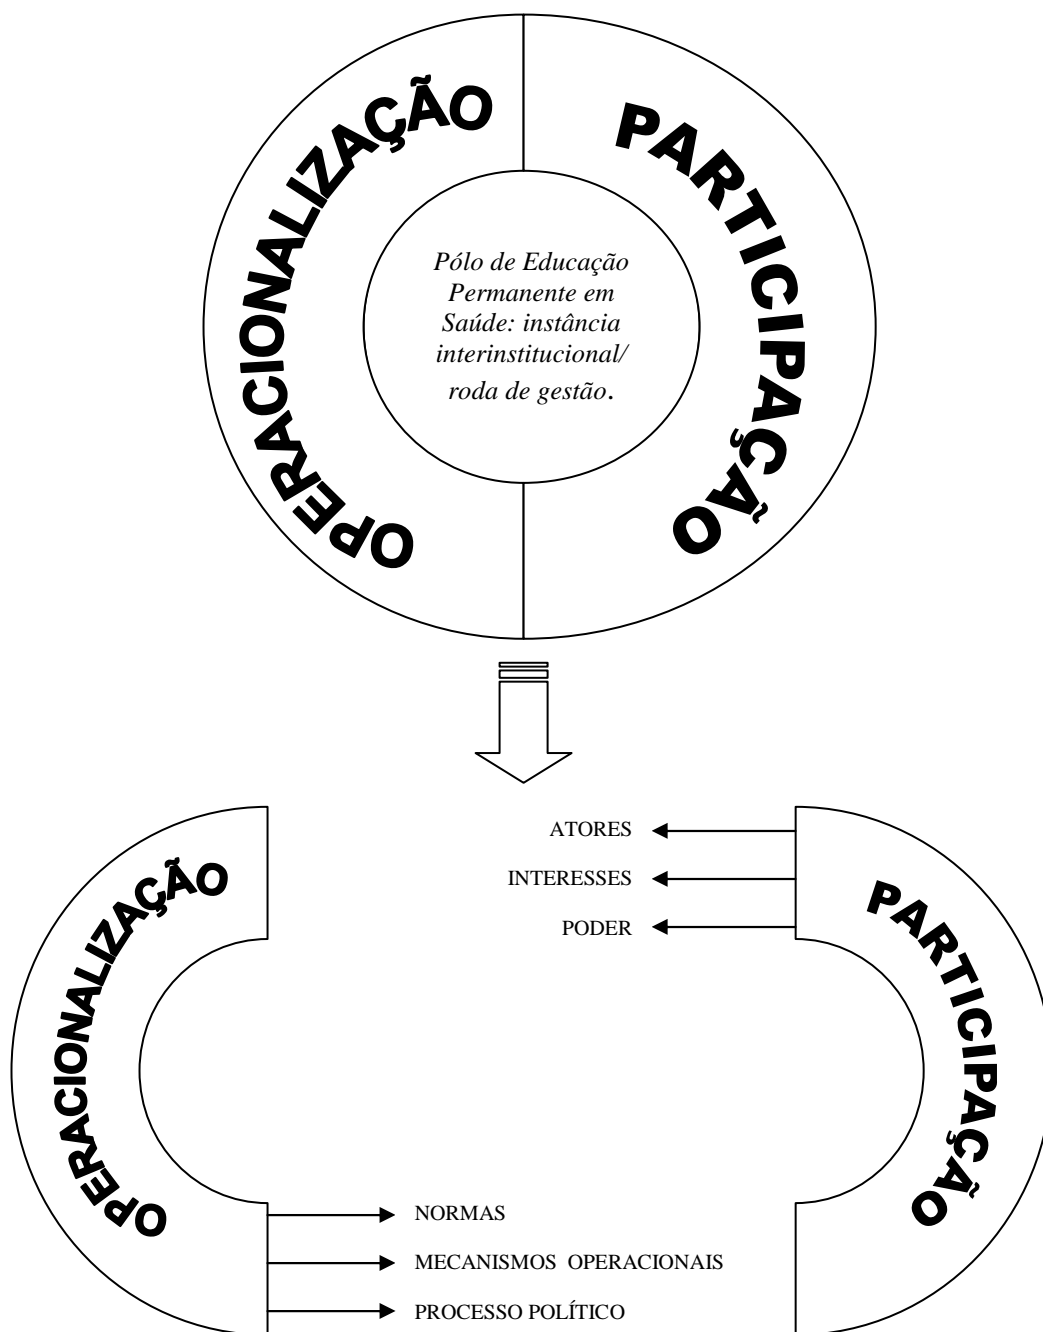 OPERACIONALIZAÇÃO
PARTICIPAÇÃO
Pólo de Educação
Permanente em
Saúde: instância
interinstitucional/
roda de gestão.
ATORES
INTERESSES
PODER
OPERACIONALIZAÇÃO
PARTICIPAÇÃO
NORMAS
MECANISMOS OPERACIONAIS
PROCESSO POLÍTICO